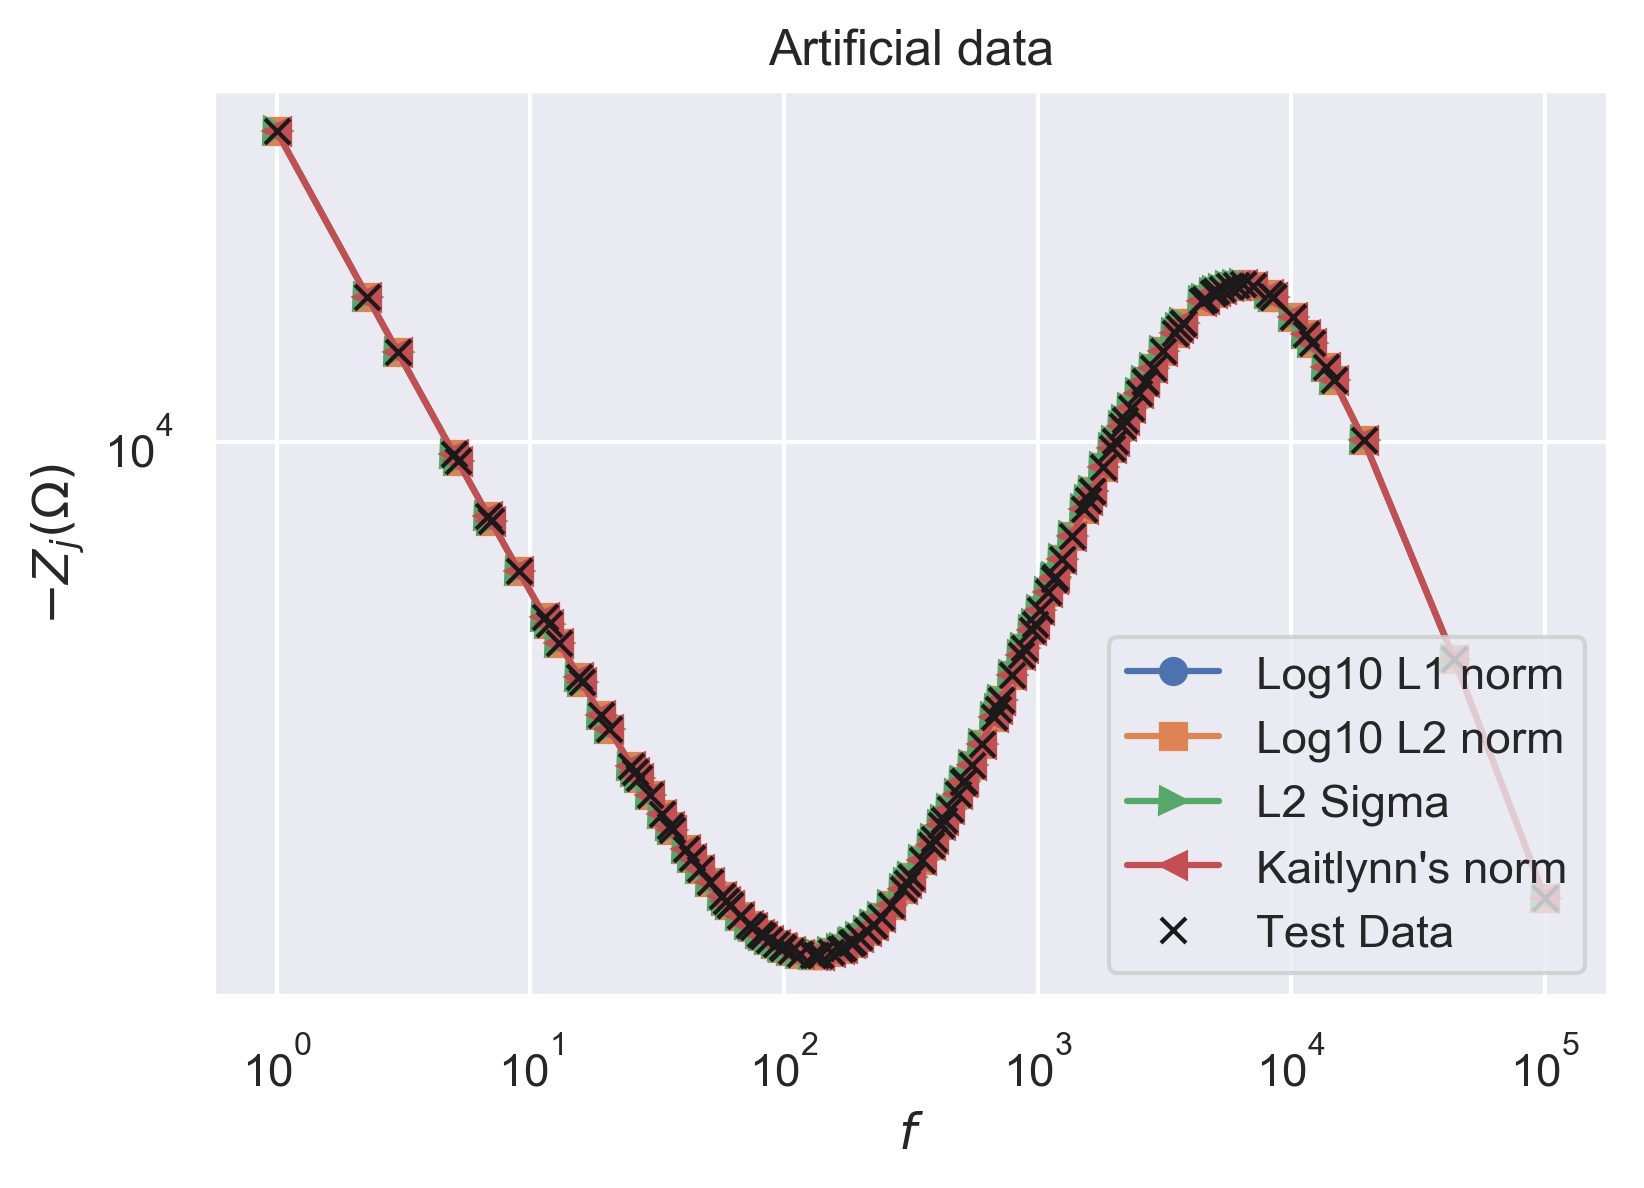 Artificial data
10^4
−Z_j(Ω)
10^0 10^1 10^2 10^3 10^4 10^5
f
Log10 L1 norm
Log10 L2 norm
L2 Sigma
Kaitlynn's norm
Test Data